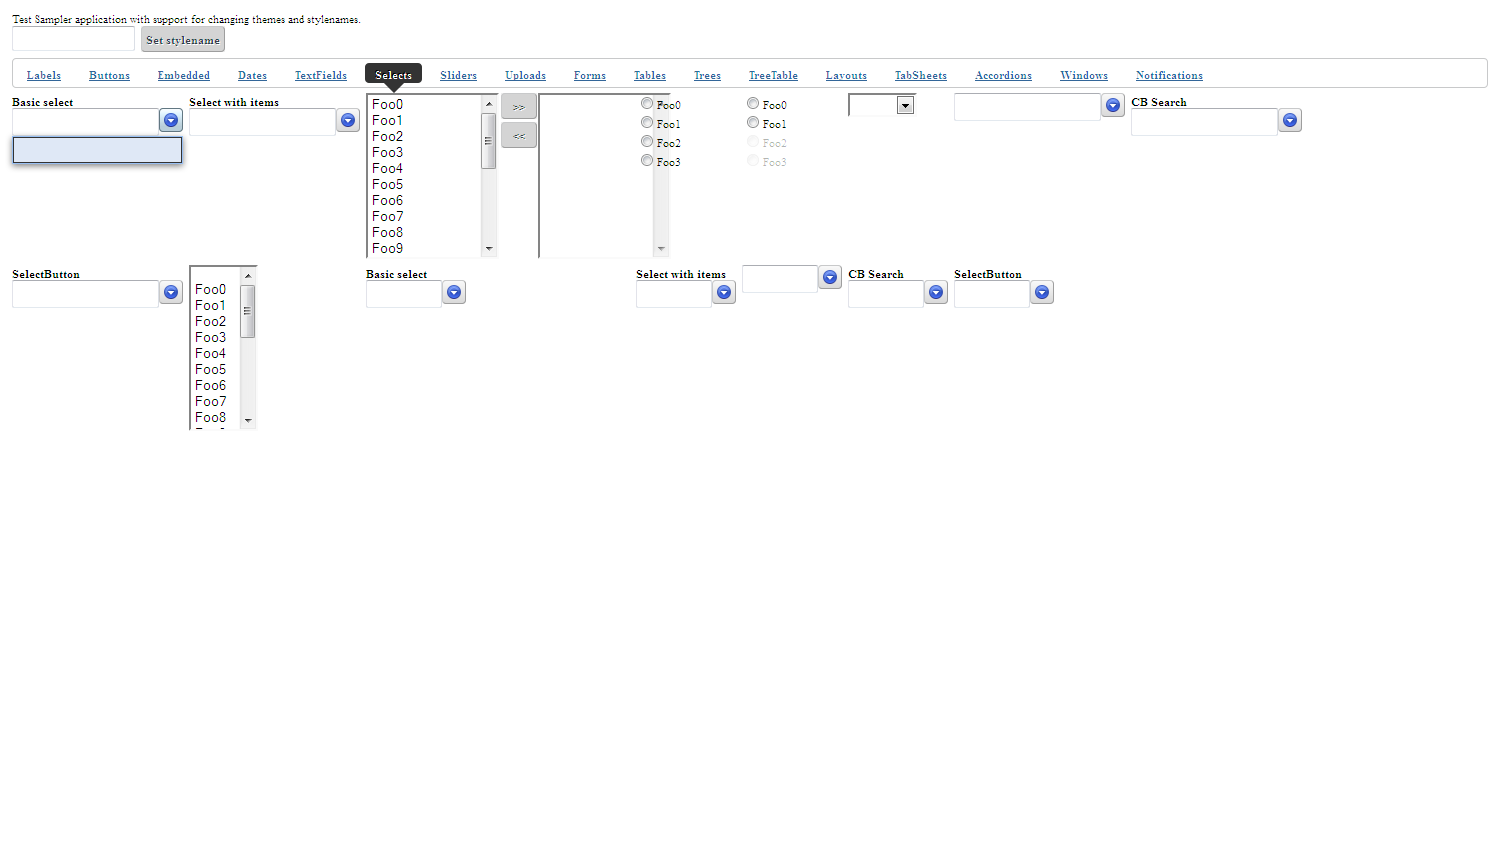 Test Sampler application with support for changing themes and stylenames.
Set stylename
Labels Buttons Embedded Dates TextFields Selects Sliders Uploads Forms Tables Trees TreeTable Layouts TabSheets Accordions Windows Notifications
Basic select Select with items CB Search
Foo0
Foo1
Foo2
Foo3
Foo4
Foo5
Foo6
Foo7
Foo8
Foo9
>>
<<
Foo0
Foo1
Foo2
Foo3
Foo0
Foo1
Foo2
Foo3
SelectButton Basic select Select with items CB Search SelectButton
Foo0
Foo1
Foo2
Foo3
Foo4
Foo5
Foo6
Foo7
Foo8